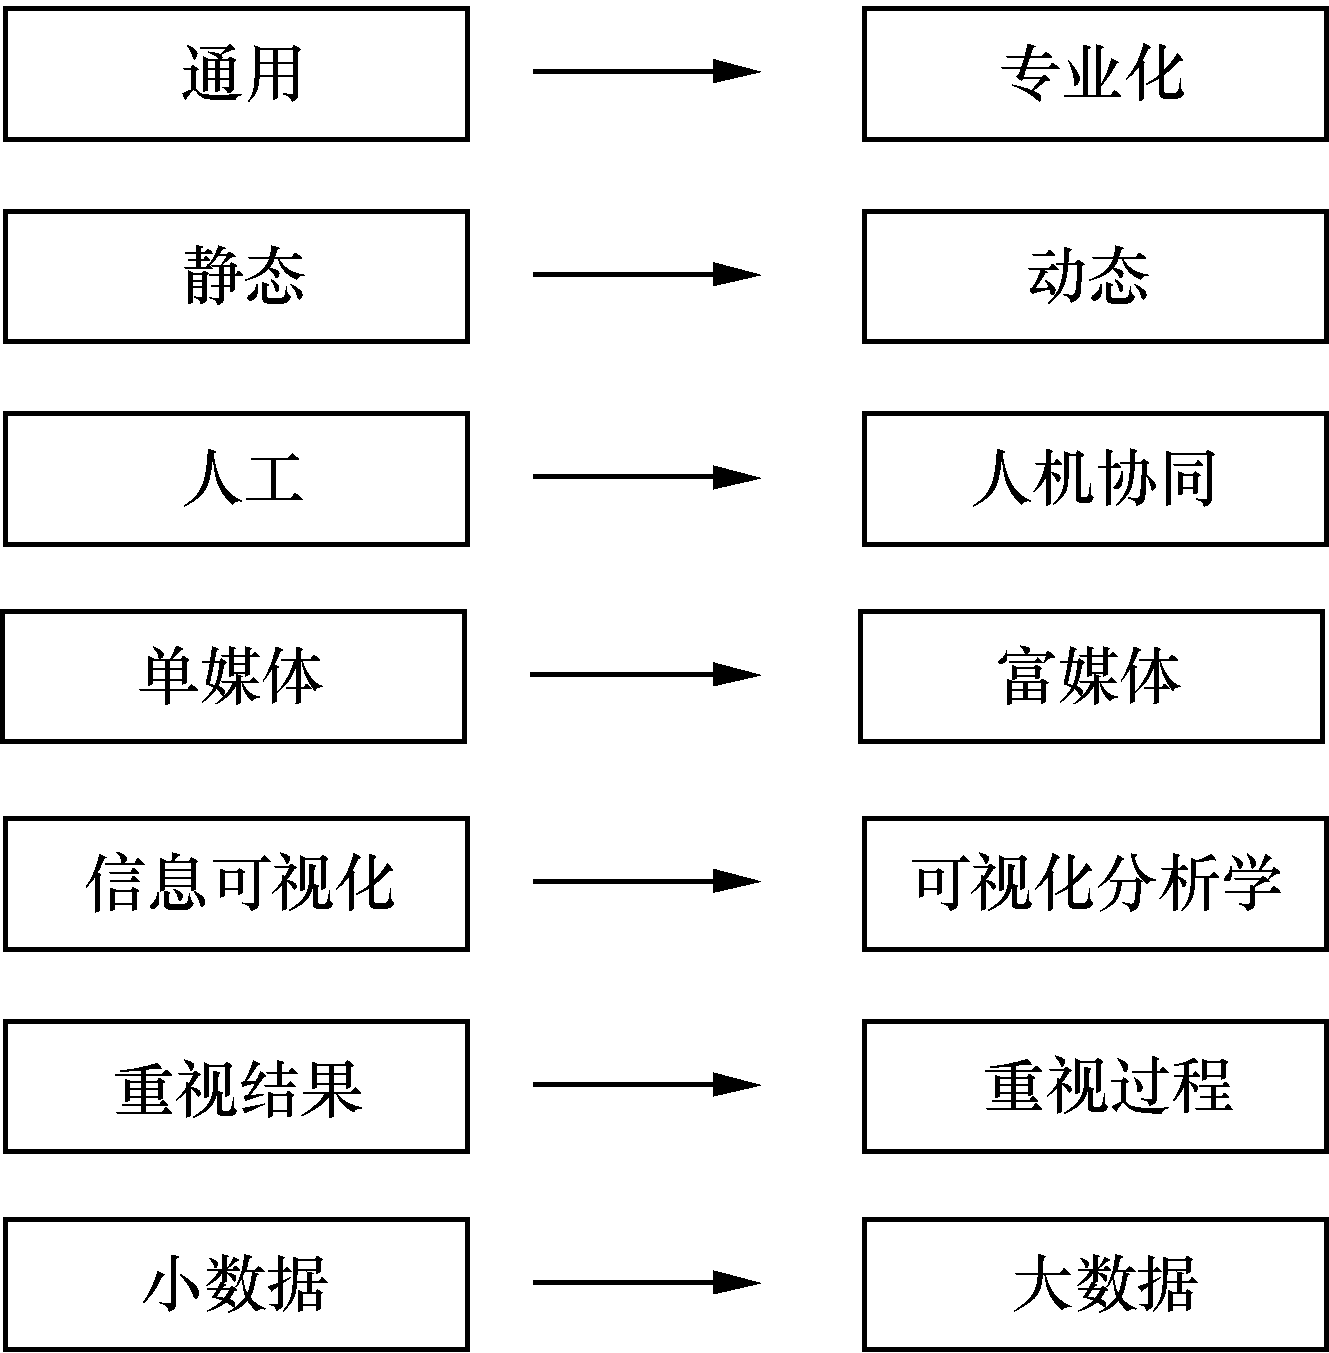 通用
专业化
静态
动态
人工
人机协同
单媒体
富媒体
信息可视化
可视化分析学
重视结果
重视过程
小数据
大数据